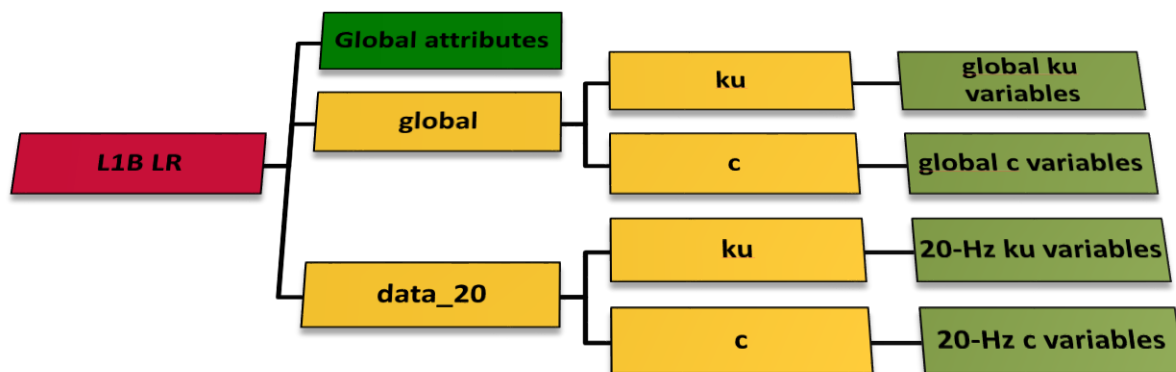 Global attributes
L1B LR
global
ku
global ku
variables
c
global c variables
data_20
ku
20-Hz ku variables
c
20-Hz c variables